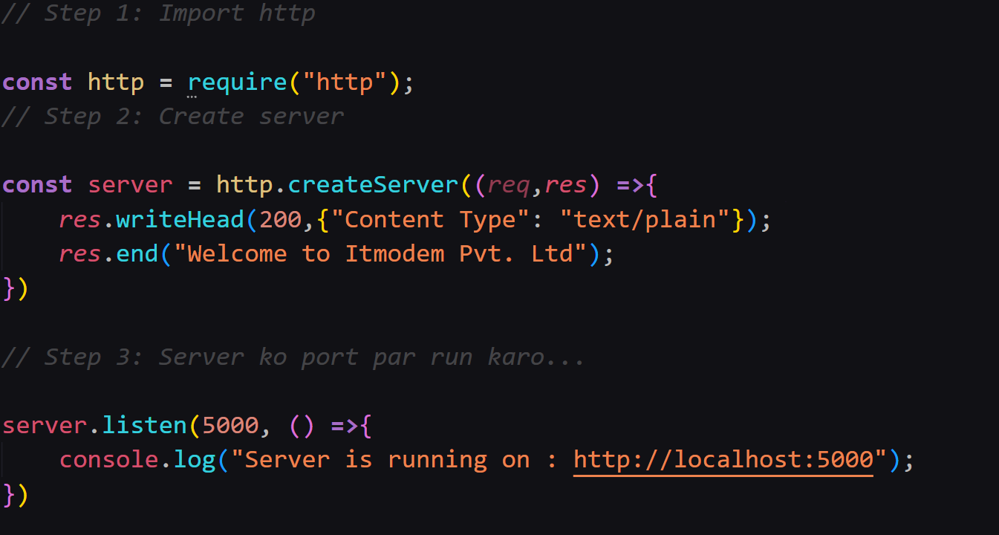 // Step 1: Import http
const http = require("http");
// Step 2: Create server
const server = http.createServer((req,res) =>{
    res.writeHead(200,{"Content Type": "text/plain"});
    res.end("Welcome to Itmodem Pvt. Ltd");
})
// Step 3: Server ko port par run karo...
server.listen(5000, () =>{
    console.log("Server is running on : http://localhost:5000");
})